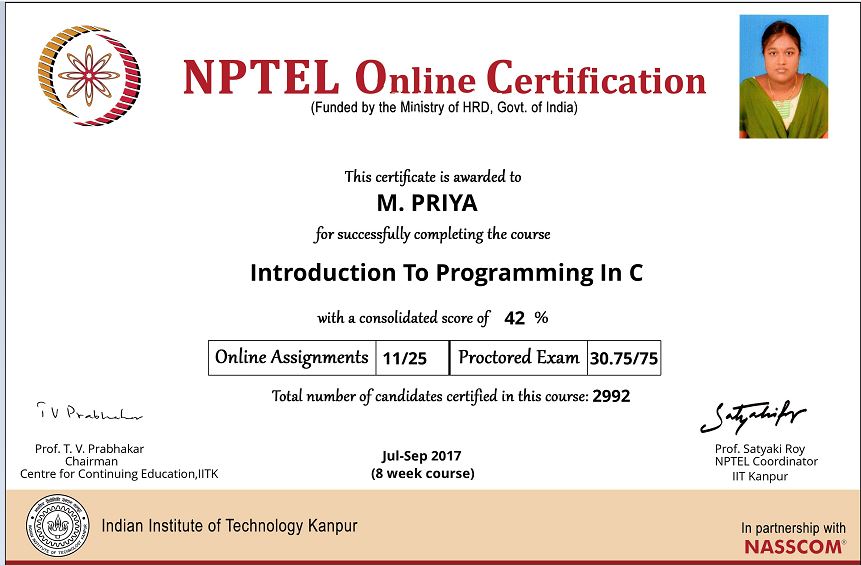 NPTEL Online Certification
(Funded by the Ministry of HRD, Govt. of India)
This certificate is awarded to
M. PRIYA
for successfully completing the course
Introduction To Programming In C
with a consolidated score of 42 %
Online Assignments 11/25 Proctored Exam 30.75/75
Total number of candidates certified in this course: 2992
T V Prabhakar
Prof. T. V. Prabhakar
Chairman
Centre for Continuing Education,IITK
Jul-Sep 2017
(8 week course)
Prof. Satyaki Roy
NPTEL Coordinator
IIT Kanpur
Indian Institute of Technology Kanpur
In partnership with
NASSCOM®